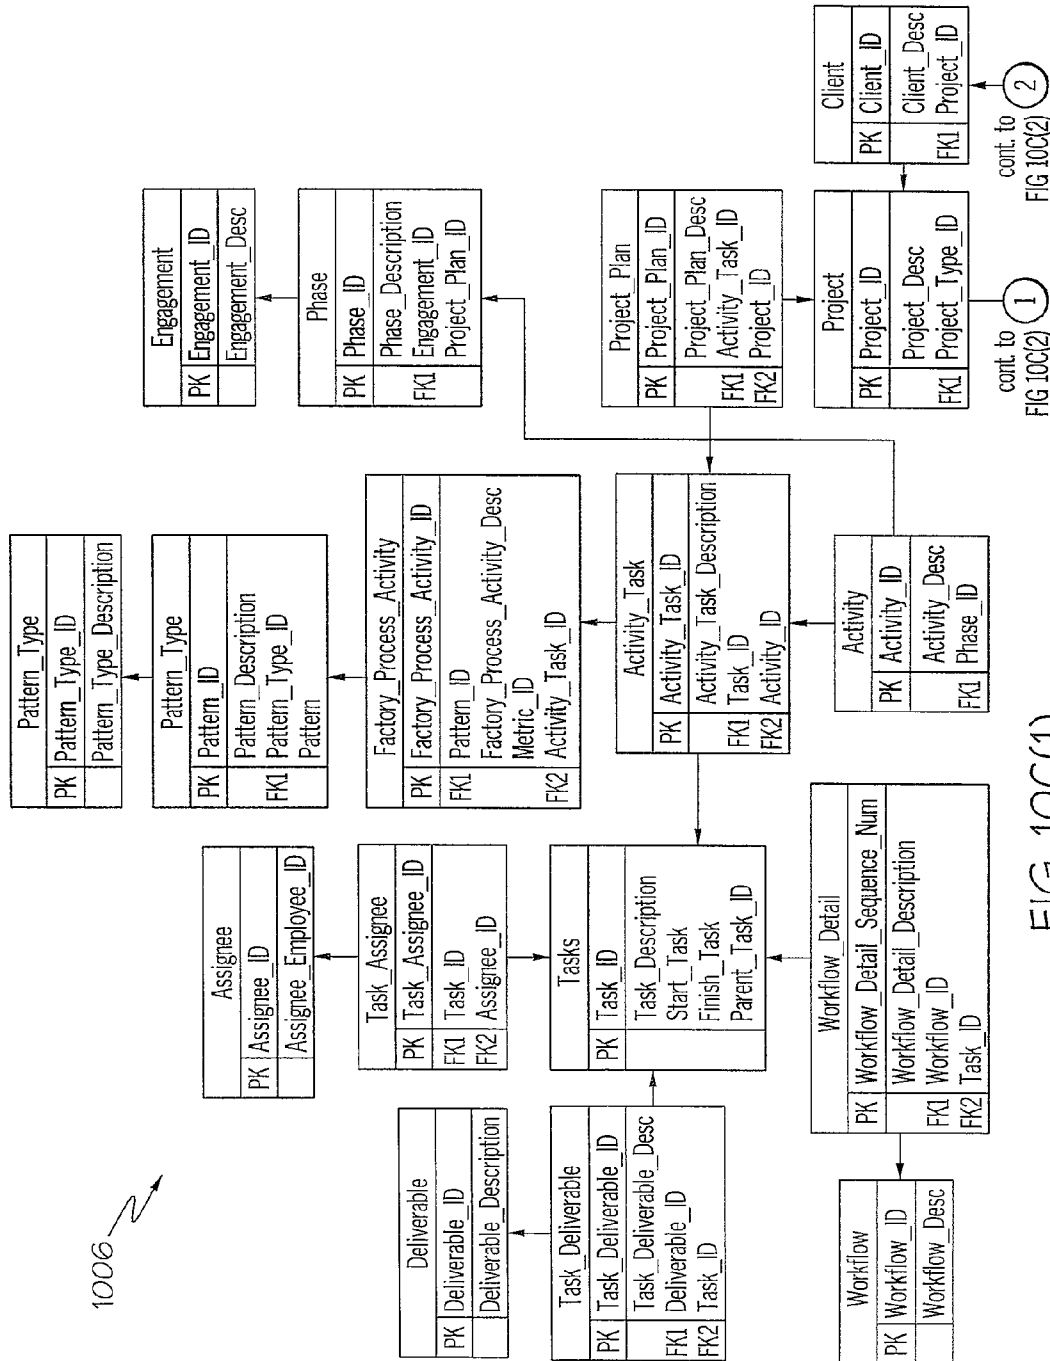 1006
Deliverable
PK Deliverable_ID
Deliverable_Description
Task_Deliverable
PK Task_Deliverable_ID
Task_Deliverable_Desc
FK1 Deliverable_ID
FK2 Task_ID
Workflow
PK Workflow_ID
Workflow_Desc
Assignee
PK Assignee_ID
Assignee_Employee_ID
Task_Assignee
PK Task_Assignee_ID
FK1 Task_ID
FK2 Assignee_ID
Tasks
PK Task_ID
Task_Description
Start_Task
Finish_Task
Parent_Task_ID
Workflow_Detail
PK Workflow_Detail_Sequence_Num
Workflow_Detail_Description
FK1 Workflow_ID
FK2 Task_ID
Pattern_Type
PK Pattern_Type_ID
Pattern_Type_Description
Pattern_Type
PK Pattern_ID
Pattern_Description
FK1 Pattern_Type_ID
Pattern
Factory_Process_Activity
PK Factory_Process_Activity_ID
FK1 Pattern_ID
Factory_Process_Activity_Desc
Metric_ID
FK2 Activity_Task_ID
Activity_Task
PK Activity_Task_ID
Activity_Task_Description
FK1 Task_ID
FK2 Activity_ID
Activity
PK Activity_ID
Activity_Desc
FK1 Phase_ID
Engagement
PK Engagement_ID
Engagement_Desc
Phase
PK Phase_ID
Phase_Description
FK1 Engagement_ID
Project_Plan_ID
Project_Plan
PK Project_Plan_ID
Project_Plan_Desc
FK1 Activity_Task_ID
FK2 Project_ID
Project
PK Project_ID
Project_Desc
FK1 Project_Type_ID
cont. to
FIG 10C(2)
1
Client
PK Client_ID
Client_Desc
FK1 Project_ID
cont. to
FIG 10C(2)
2
FIG. 10C(1)